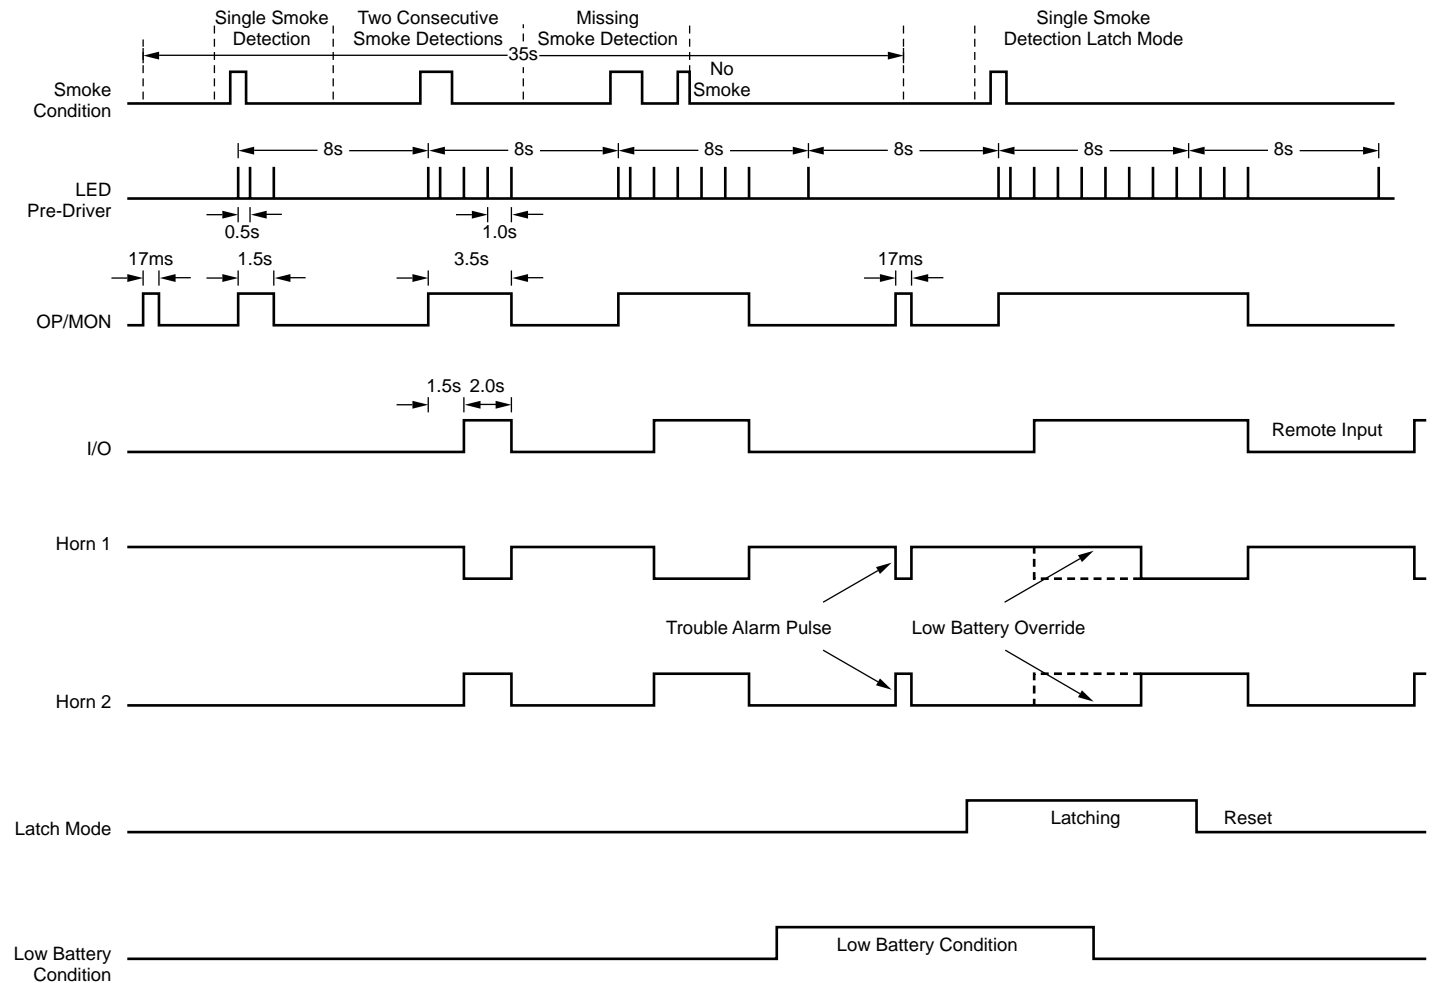 Single Smoke
Detection
Two Consecutive
Smoke Detections
Missing
Smoke Detection
Single Smoke
Detection Latch Mode
35s
No
Smoke
Smoke
Condition
8s
8s
8s
8s
8s
8s
LED
Pre-Driver
0.5s
1.0s
17ms
1.5s
3.5s
17ms
OP/MON
1.5s
2.0s
I/O
Remote Input
Horn 1
Trouble Alarm Pulse
Low Battery Override
Horn 2
Latch Mode
Latching
Reset
Low Battery
Condition
Low Battery Condition